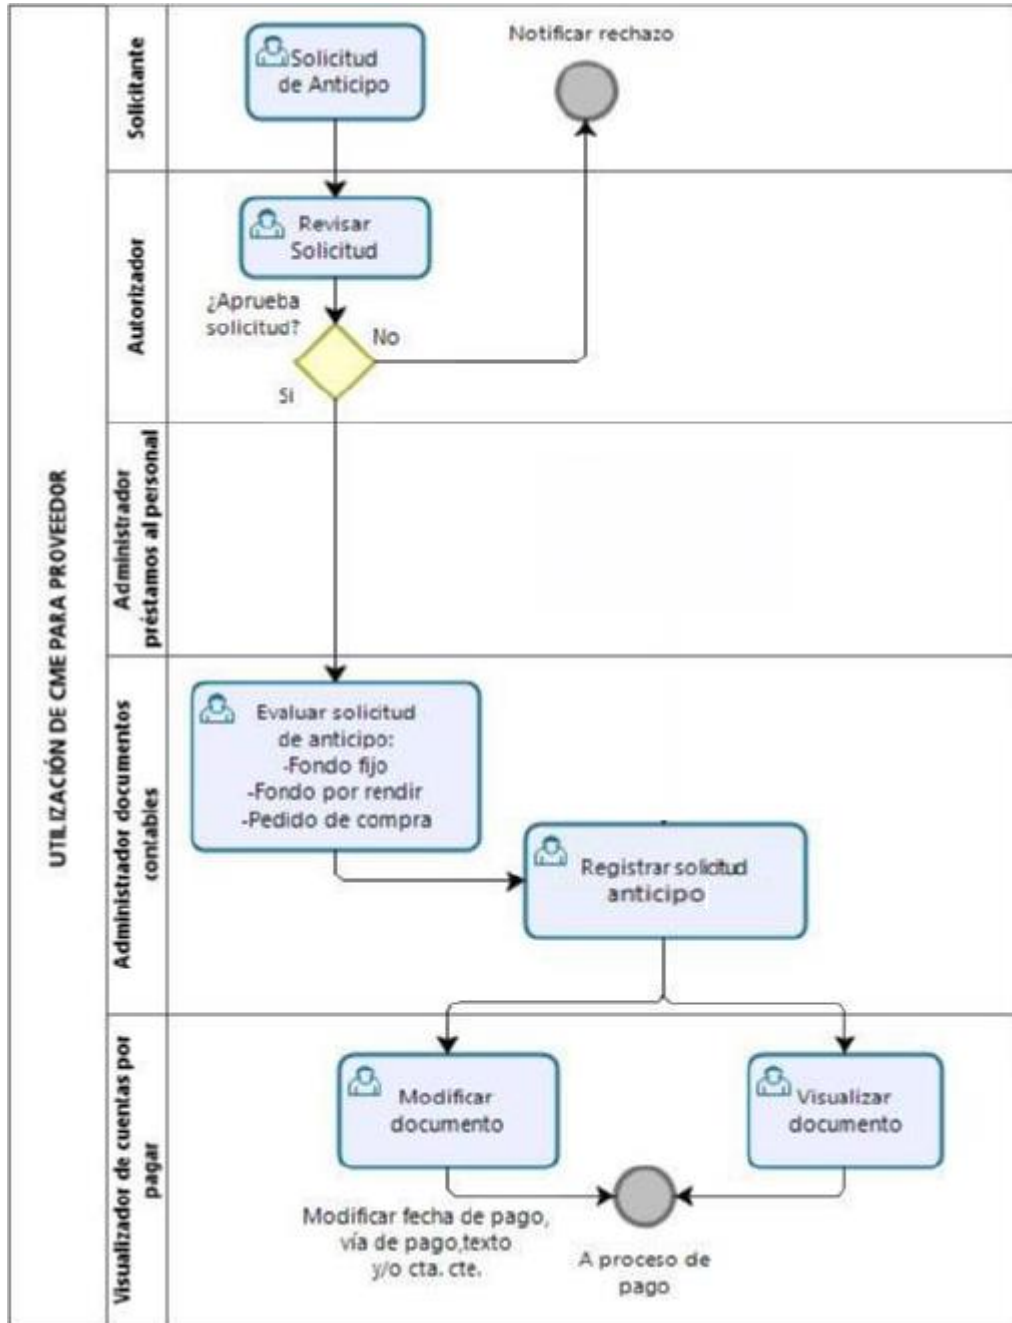 UTILIZACIÓN DE CME PARA PROVEEDOR
Solicitante
Solicitud
de Anticipo
Notificar rechazo
Autorizador
Revisar
Solicitud
¿Aprueba
solicitud?
No
Si
Administrador
préstamos al personal
Administrador documentos
contables
Evaluar solicitud
de anticipo:
-Fondo fijo
-Fondo por rendir
-Pedido de compra
Registrar solicitud
anticipo
Visualizador de cuentas por
pagar
Modificar
documento
Visualizar
documento
Modificar fecha de pago,
vía de pago,texto
y/o cta. cte.
A proceso de
pago